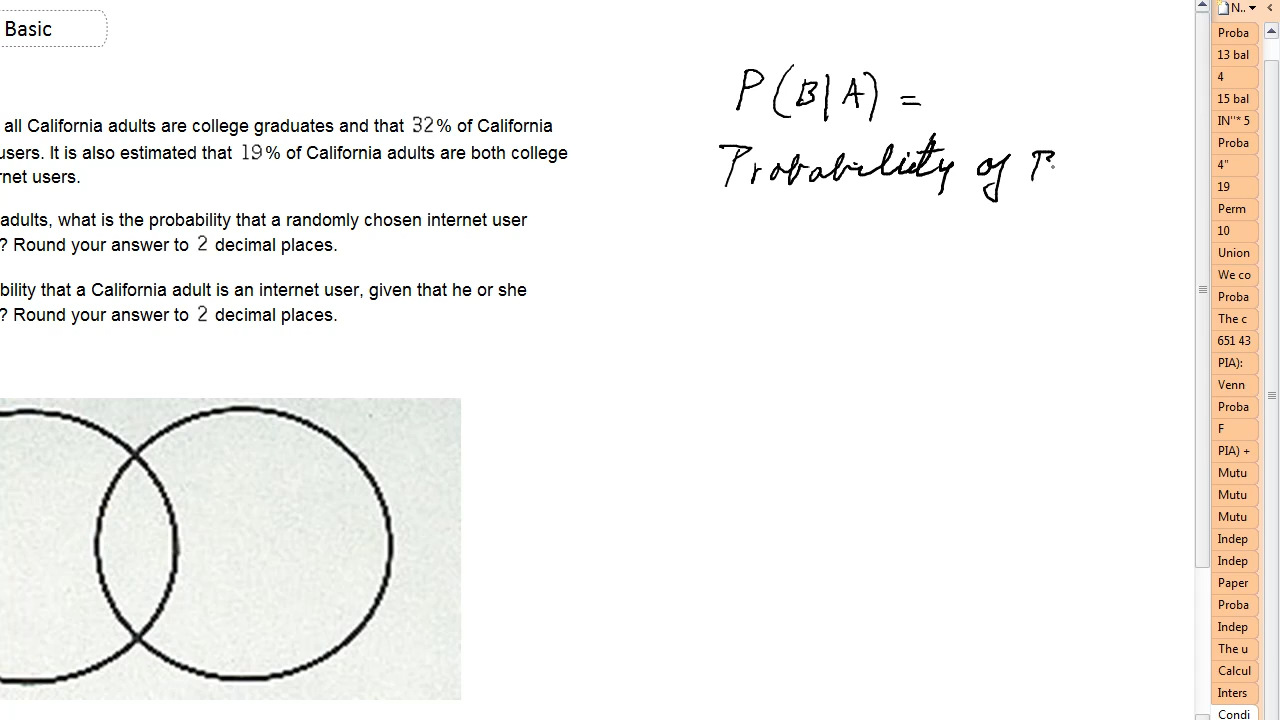 Basic
all California adults are college graduates and that 32% of California
users. It is also estimated that 19% of California adults are both college
rnet users.
adults, what is the probability that a randomly chosen internet user
? Round your answer to 2 decimal places.
bility that a California adult is an internet user, given that he or she
? Round your answer to 2 decimal places.
P(B|A) =
Probability of
N..
Proba
13 bal
4
15 bal
IN"* 5
Proba
4"
19
Perm
10
Union
We co
Proba
The c
651 43
PIA):
Venn
Proba
F
PIA) +
Mutu
Mutu
Mutu
Indep
Indep
Paper
Proba
Indep
The u
Calcul
Inters
Condi